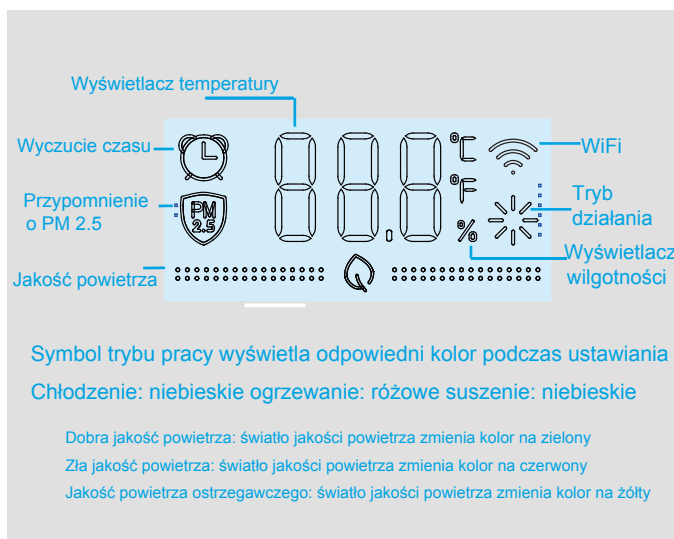 Wyświetlacz temperatury
Wyczucie czasu
°C
WiFi
Przypomnienie
o PM 2.5
PM
2.5
°F
Tryb
działania
%
Wyświetlacz
wilgotności
Jakość powietrza
Symbol trybu pracy wyświetla odpowiedni kolor podczas ustawiania
Chłodzenie: niebieskie ogrzewanie: różowe suszenie: niebieskie
Dobra jakość powietrza: światło jakości powietrza zmienia kolor na zielony
Zła jakość powietrza: światło jakości powietrza zmienia kolor na czerwony
Jakość powietrza ostrzegawczego: światło jakości powietrza zmienia kolor na żółty